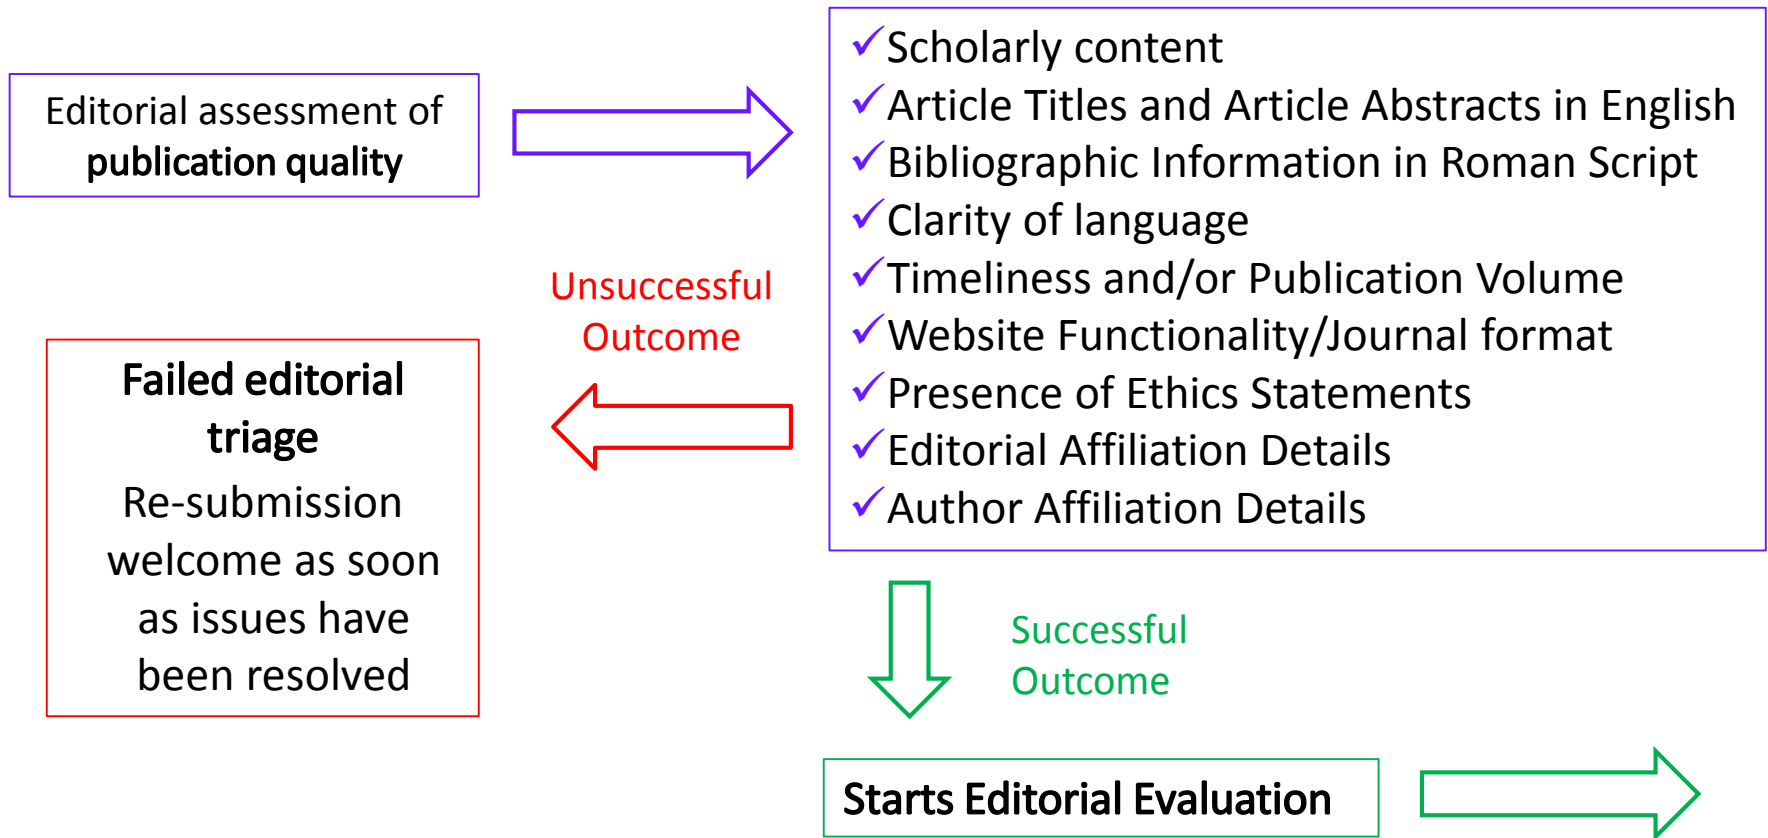 Editorial assessment of
publication quality
Scholarly content
Article Titles and Article Abstracts in English
Bibliographic Information in Roman Script
Clarity of language
Timeliness and/or Publication Volume
Website Functionality/Journal format
Presence of Ethics Statements
Editorial Affiliation Details
Author Affiliation Details
Unsuccessful
Outcome
Failed editorial
triage
Re-submission
welcome as soon
as issues have
been resolved
Successful
Outcome
Starts Editorial Evaluation